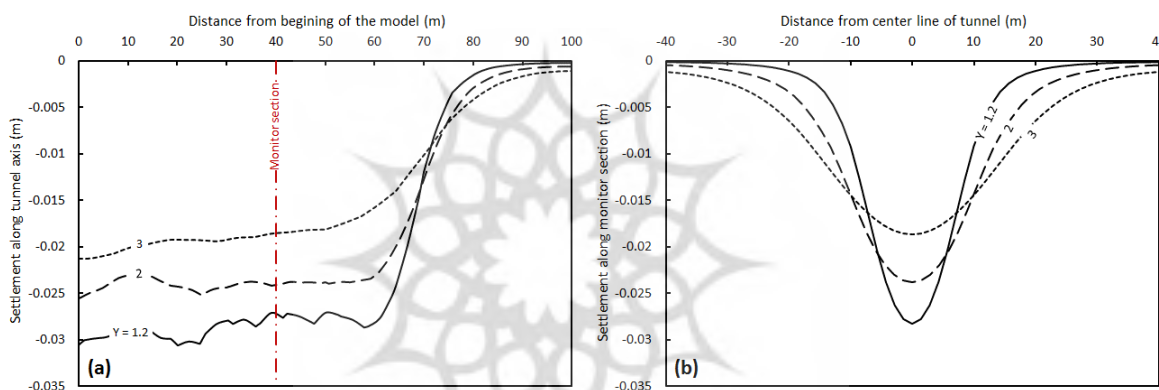 Distance from begining of the model (m)
0 10 20 30 40 50 60 70 80 90 100
0
-0.005
-0.01
-0.015
-0.02
-0.025
-0.03
-0.035
Settlement along tunnel axis (m)
Monitor section
3
2
Y = 1.2
(a)
Distance from center line of tunnel (m)
-40 -30 -20 -10 0 10 20 30 40
0
-0.005
-0.01
-0.015
-0.02
-0.025
-0.03
-0.035
Settlement along monitor section (m)
Y = 1.2
2
3
(b)